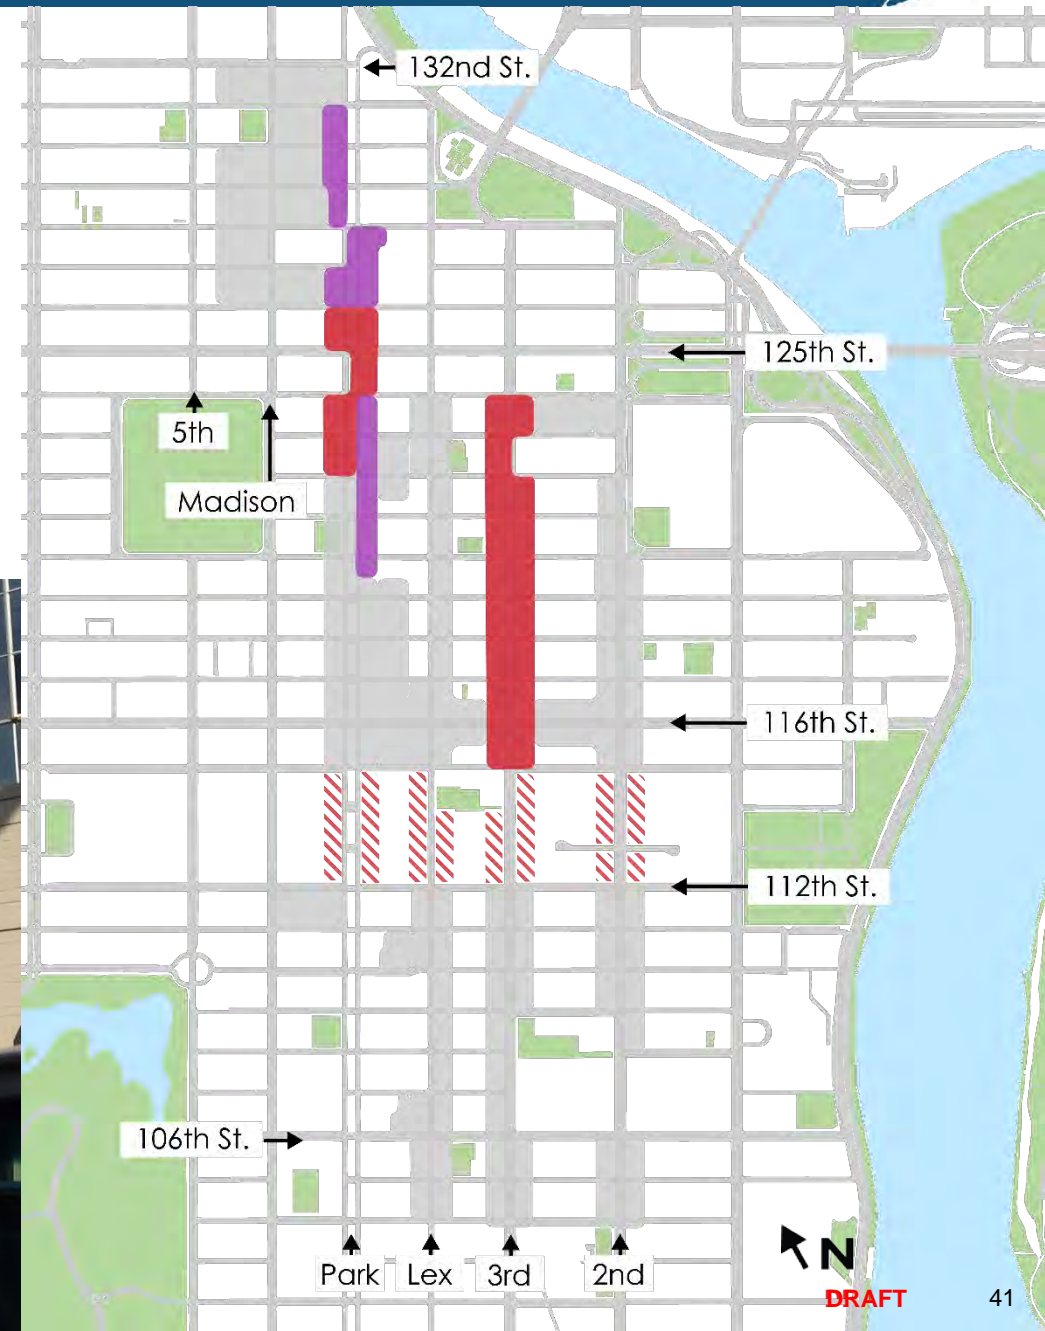 132nd St.
125th St.
5th
Madison
116th St.
112th St.
106th St.
Park
Lex
3rd
2nd
N
DRAFT
41